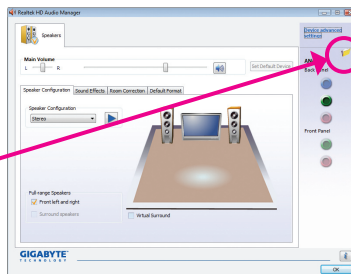 Realtek HD Audio Manager
Speakers
Device advanced
settings
Main Volume
L
R
Set Default Device
Back Panel
Speaker Configuration
Sound Effects
Room Correction
Default Format
Speaker Configuration
Stereo
Front Panel
Full-range Speakers
Front left and right
Surround speakers
Virtual Surround
GIGABYTE
TECHNOLOGY
OK